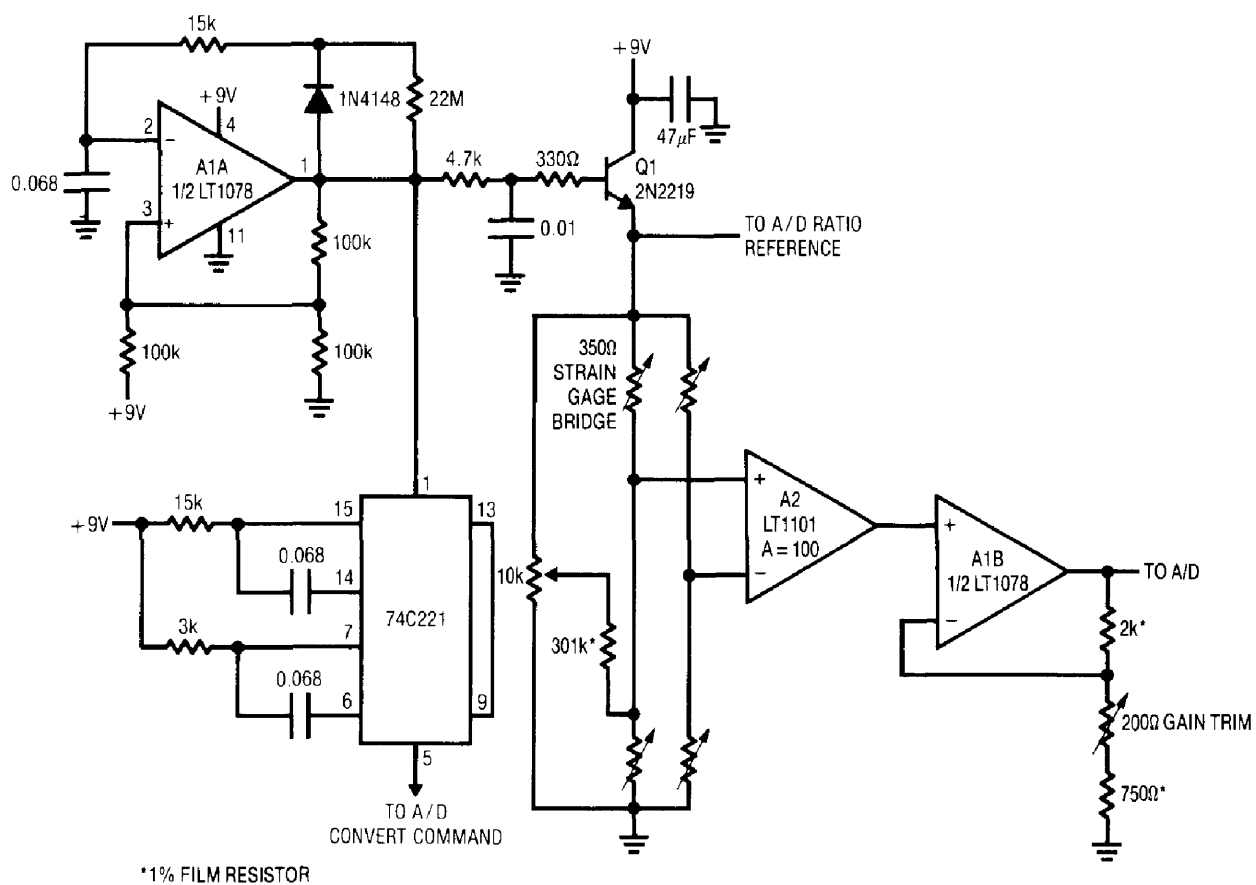 15k
+9V
1N4148
22M
+9V
4
2
−
A1A
1/2 LT1078
1
3
+
11
0.068
4.7k
330Ω
Q1
2N2219
47μF
0.01
TO A/D RATIO
REFERENCE
100k
100k
100k
+9V
350Ω
STRAIN
GAGE
BRIDGE
1
+9V
15k
15
13
0.068
14
74C221
3k
7
0.068
6
9
5
TO A/D
CONVERT COMMAND
10k
301k*
+
A2
LT1101
A = 100
−
+
A1B
1/2 LT1078
−
TO A/D
2k*
200Ω GAIN TRIM
750Ω*
*1% FILM RESISTOR